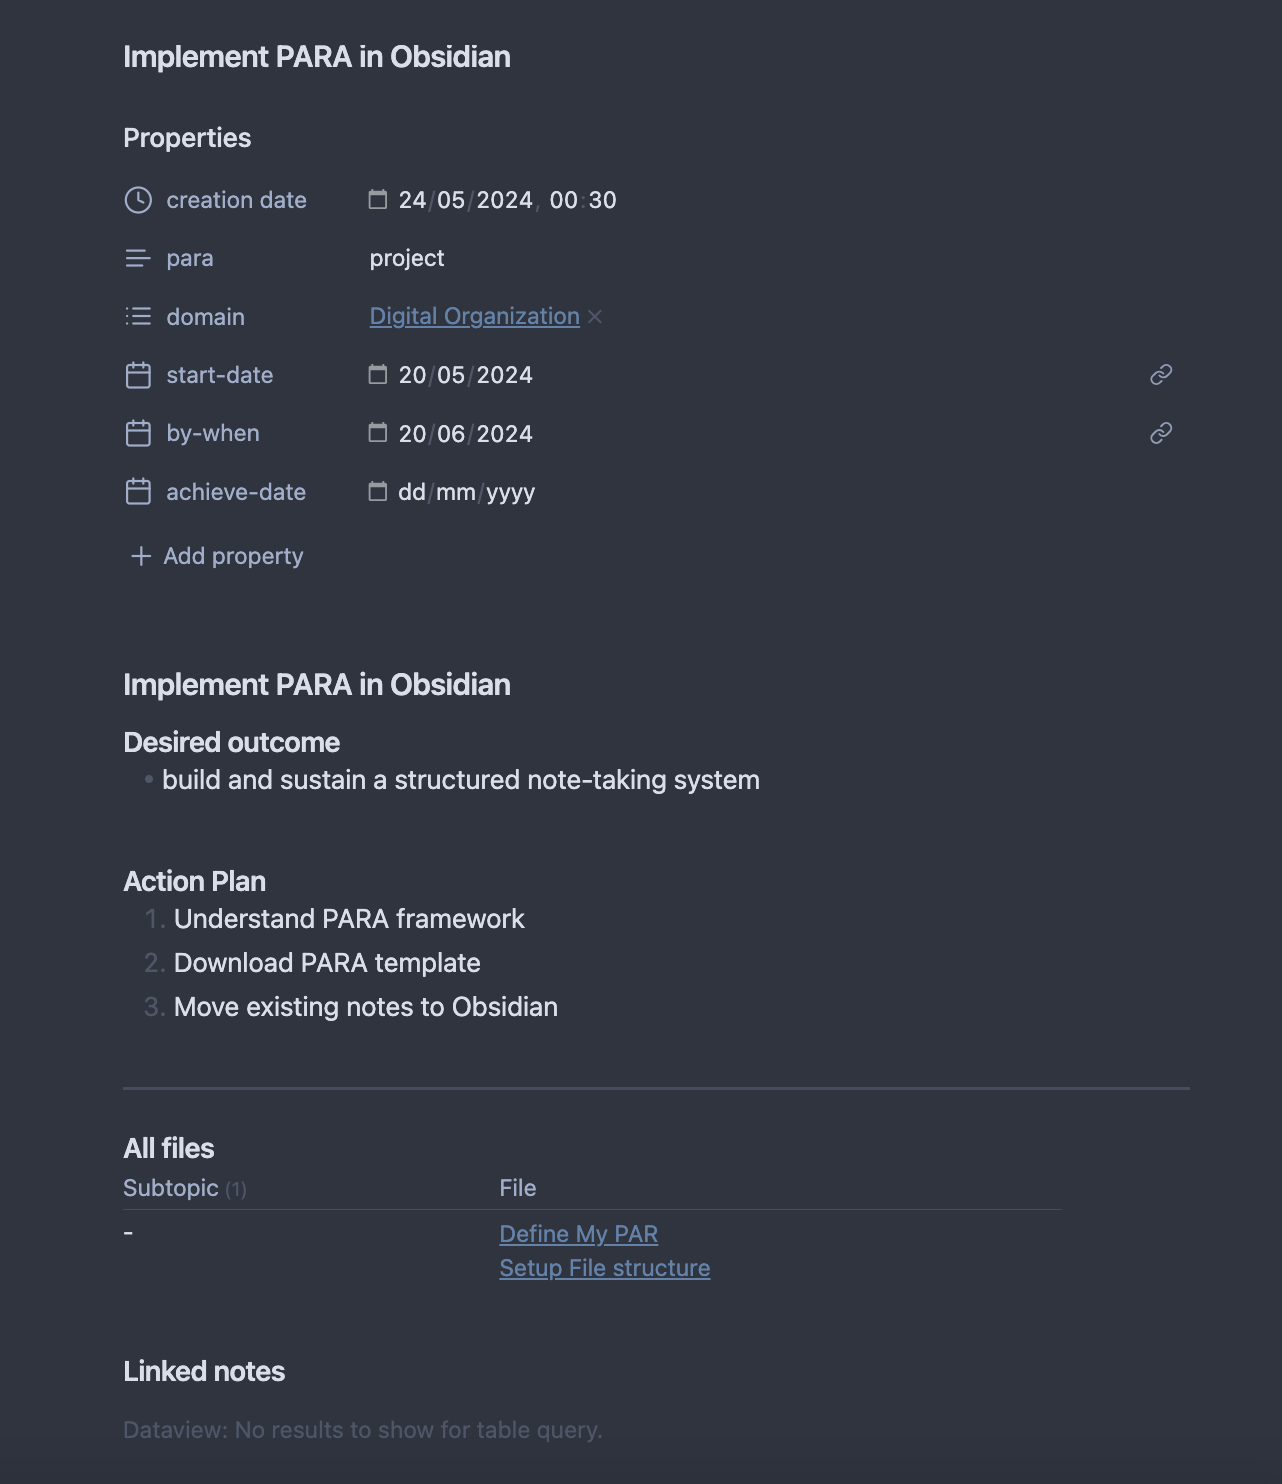 Implement PARA in Obsidian
Properties
creation date 24/05/2024, 00:30
para project
domain Digital Organization ×
start-date 20/05/2024
by-when 20/06/2024
achieve-date dd/mm/yyyy
+ Add property
Implement PARA in Obsidian
Desired outcome
• build and sustain a structured note-taking system
Action Plan
1. Understand PARA framework
2. Download PARA template
3. Move existing notes to Obsidian
All files
Subtopic (1) File
- Define My PAR
Setup File structure
Linked notes
Dataview: No results to show for table query.